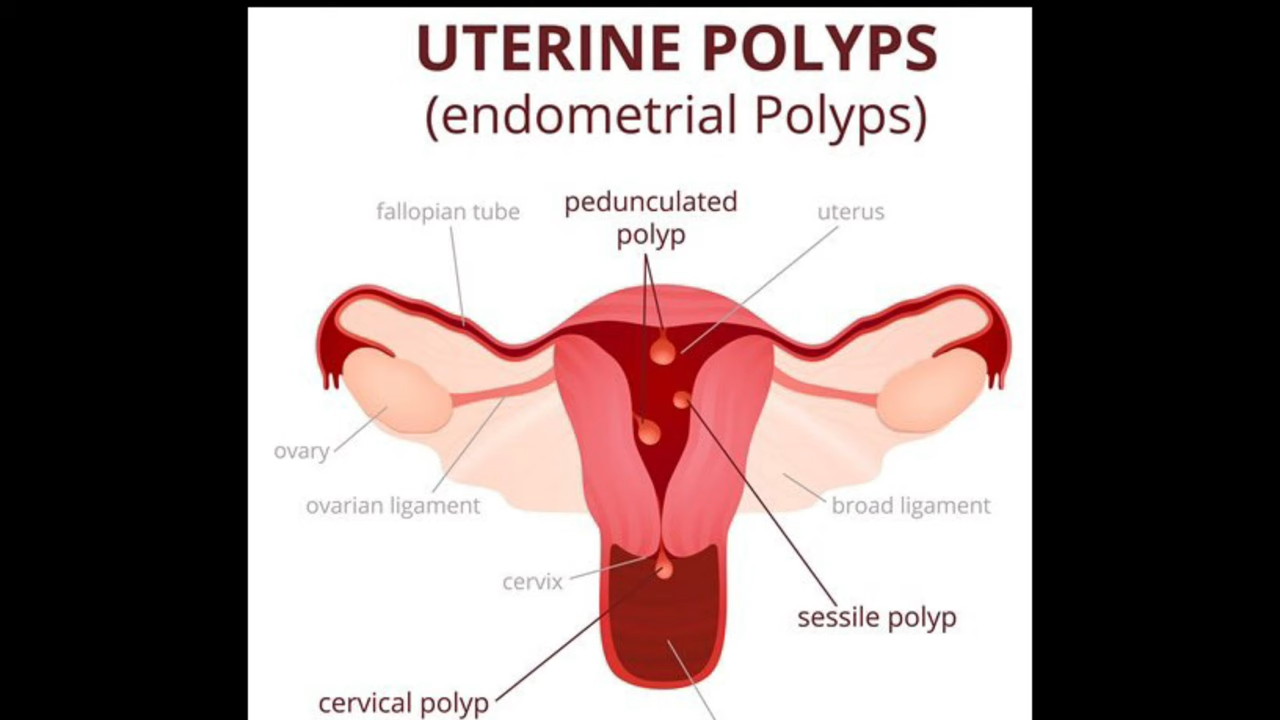 UTERINE POLYPS
(endometrial Polyps)
pedunculated
polyp
fallopian tube
uterus
ovary
ovarian ligament
broad ligament
cervix
sessile polyp
cervical polyp